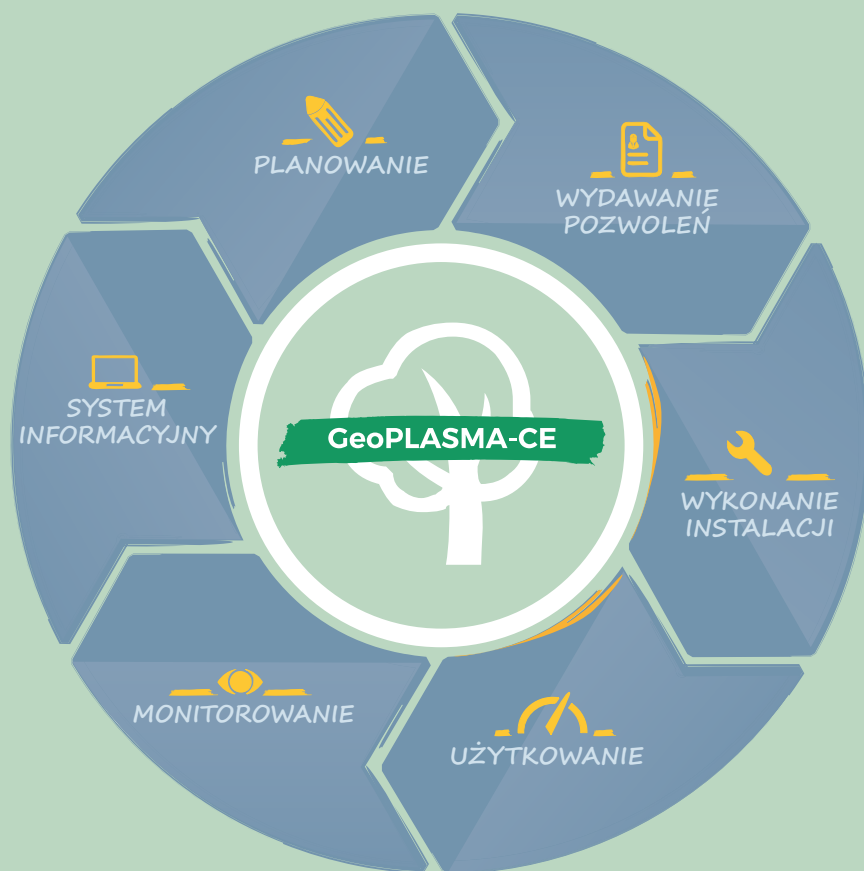 PLANOWANIE
WYDAWANIE
POZWOLEŃ
WYKONANIE
INSTALACJI
UŻYTKOWANIE
MONITOROWANIE
SYSTEM
INFORMACYJNY
GeoPLASMA-CE